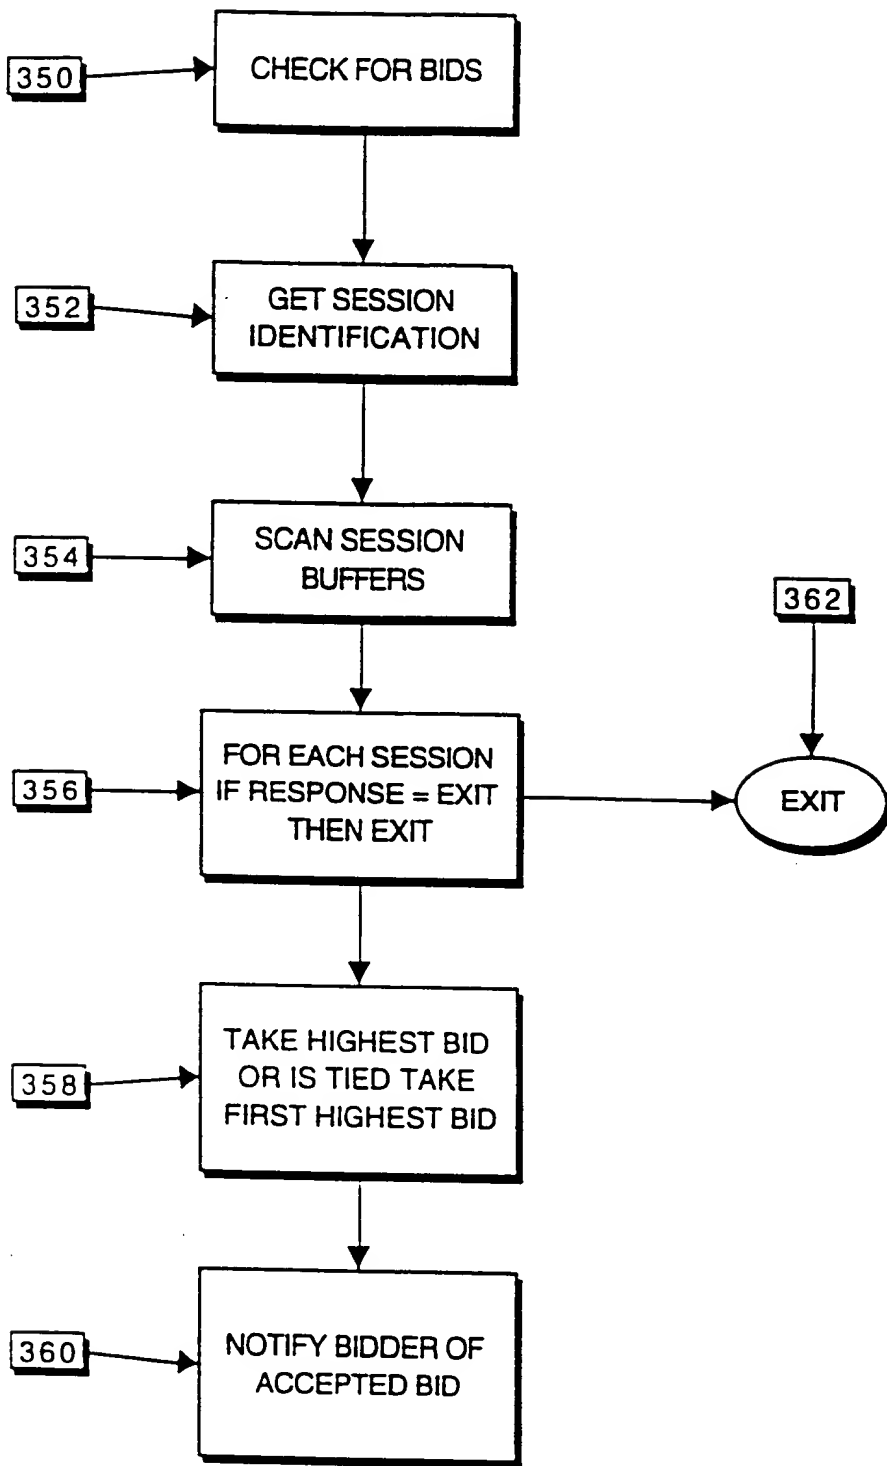 350
CHECK FOR BIDS
352
GET SESSION
IDENTIFICATION
354
SCAN SESSION
BUFFERS
362
356
FOR EACH SESSION
IF RESPONSE = EXIT
THEN EXIT
EXIT
358
TAKE HIGHEST BID
OR IS TIED TAKE
FIRST HIGHEST BID
360
NOTIFY BIDDER OF
ACCEPTED BID